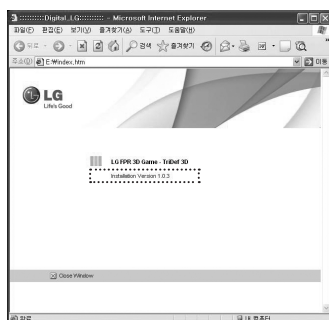 :::::::::Digital_LG::::::::: - Microsoft Internet Explorer
파일(F) 편집(E) 보기(V) 즐겨찾기(A) 도구(T) 도움말(H)
뒤로 검색 즐겨찾기
주소(D) E:\index.htm 이동
LG
Life's Good
LG FPR 3D Game - TriDef 3D
Installation Version 1.0.3
Close Window
완료 내 컴퓨터